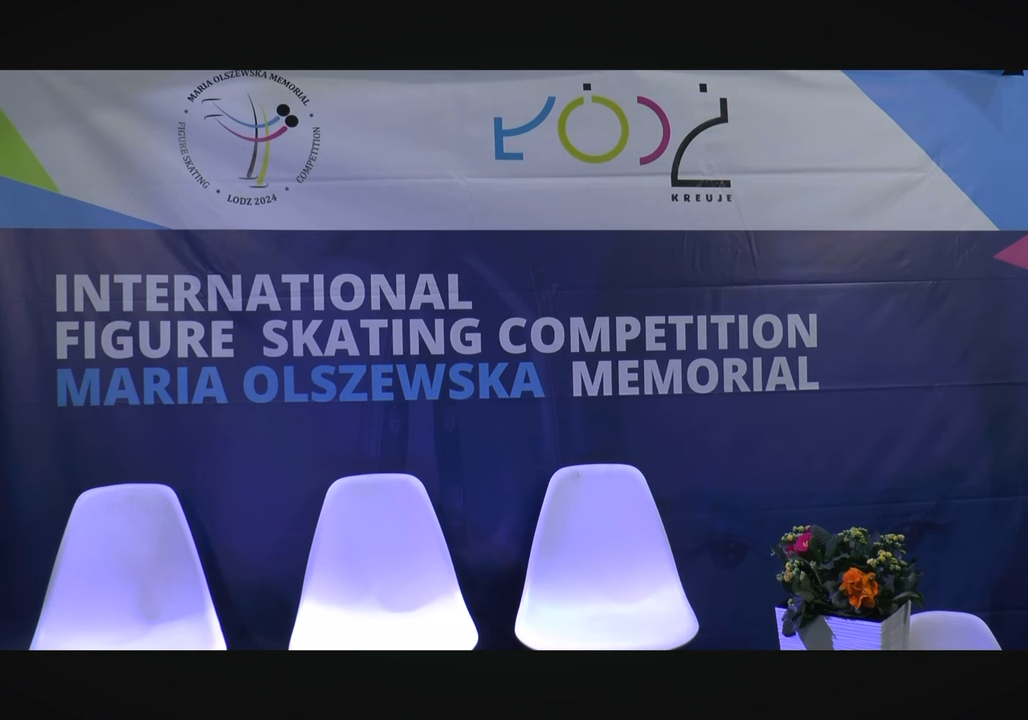 MARIA OLSZEWSKA MEMORIAL
FIGURE SKATING
COMPETITION
LODZ 2024
ŁÓDŹ
KREUJE
INTERNATIONAL
FIGURE SKATING COMPETITION
MARIA OLSZEWSKA MEMORIAL